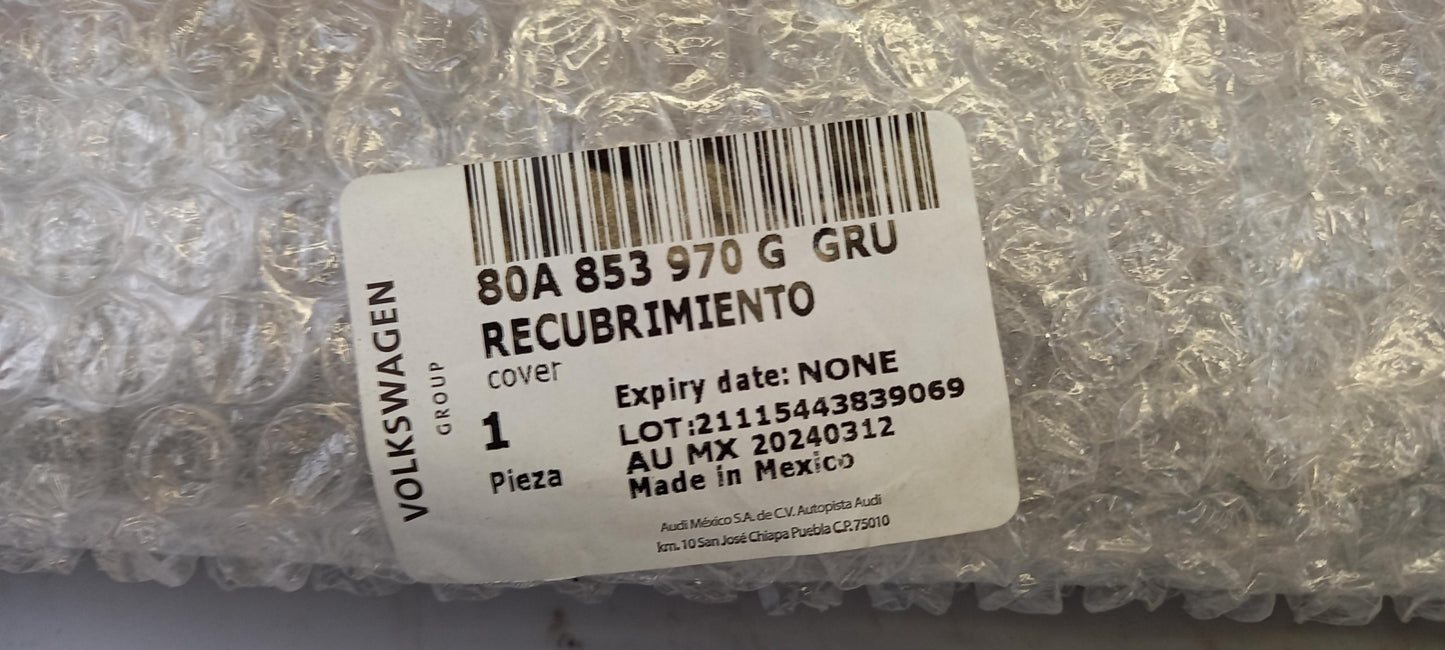 80A 853 970 G GRU
RECUBRIMIENTO
cover
1
Pieza
Expiry date: NONE
LOT:21115443839069
AU MX 20240312
Made in Mexico
Audi México S.A. de C.V. Autopista Audi
km. 10 San José Chiapa Puebla C.P. 75010
VOLKSWAGEN
GROUP